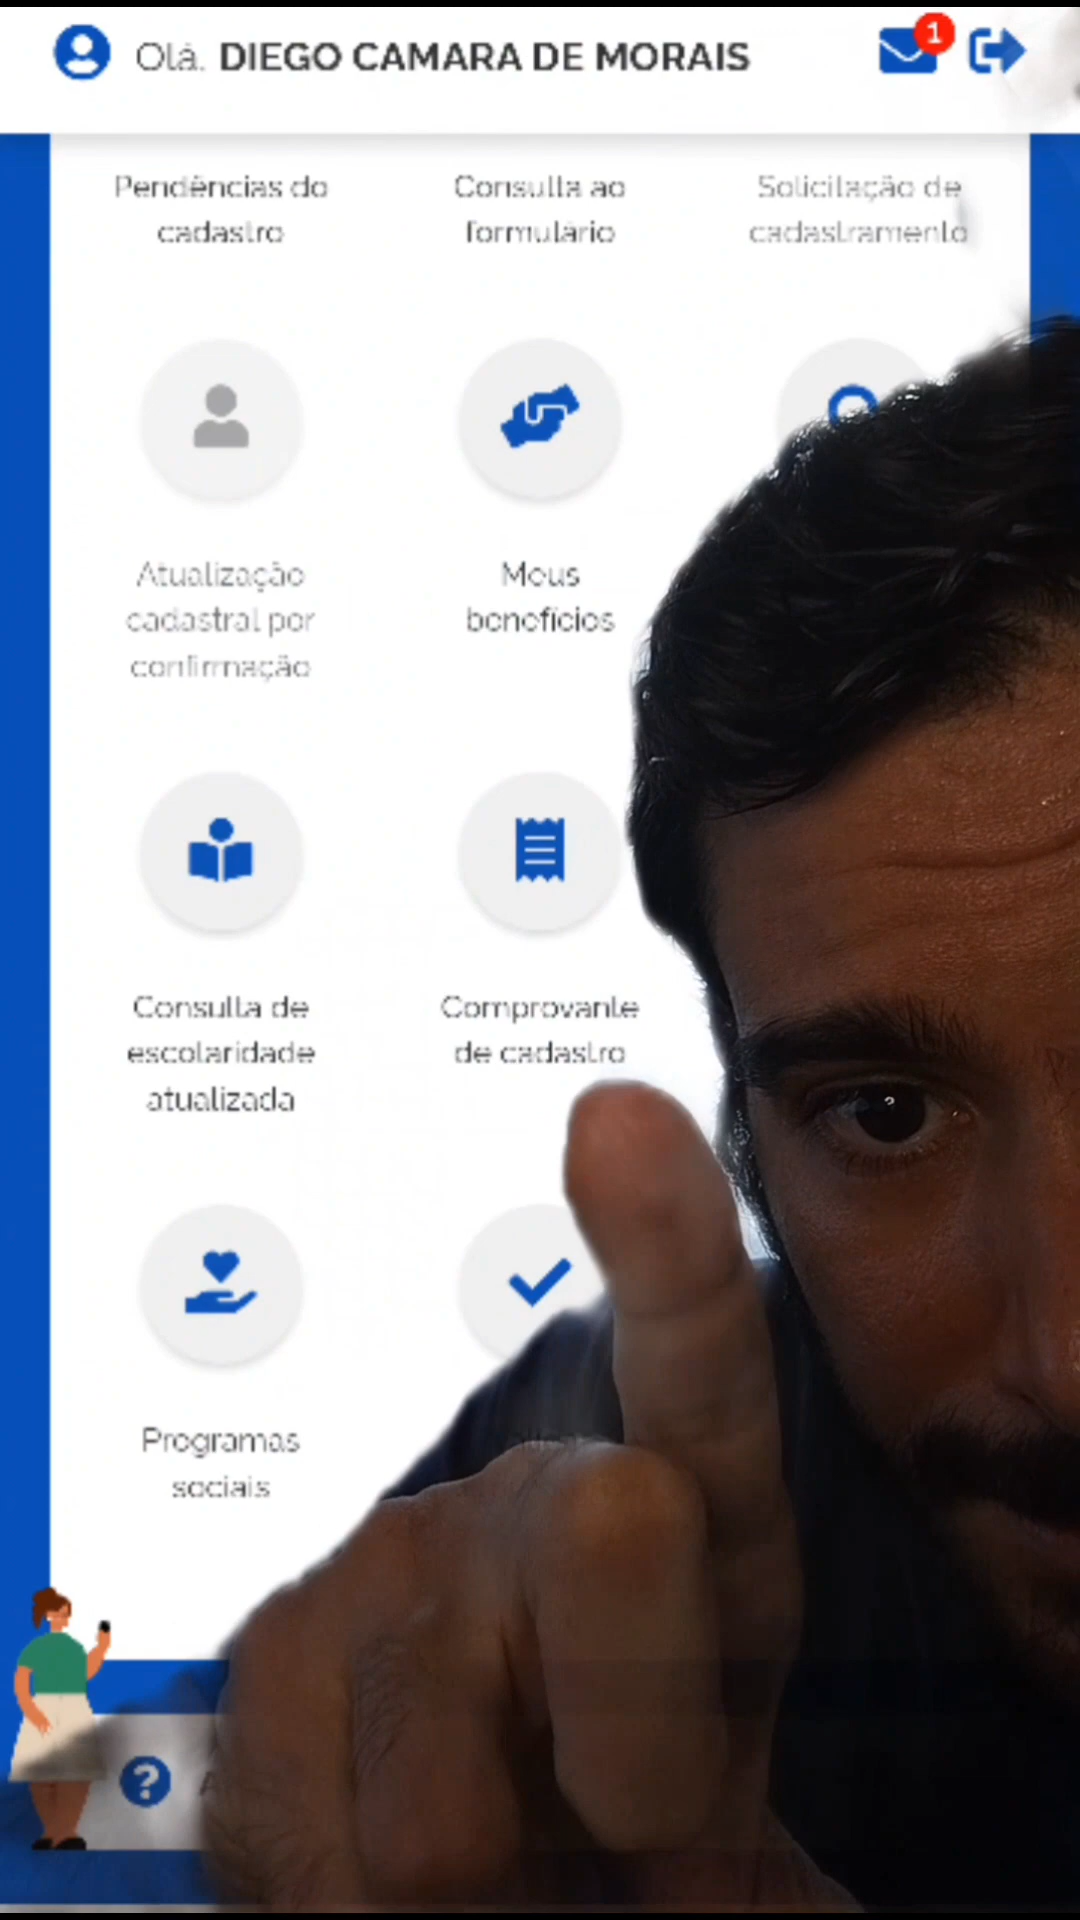 Olá, DIEGO CAMARA DE MORAIS
1
Pendências do
cadastro
Consulta ao
formulário
Solicitação de
cadastramento
Atualização
cadastral por
confirmação
Meus
benefícios
Consulta de
escolaridade
atualizada
Comprovante
de cadastro
Programas
sociais
?